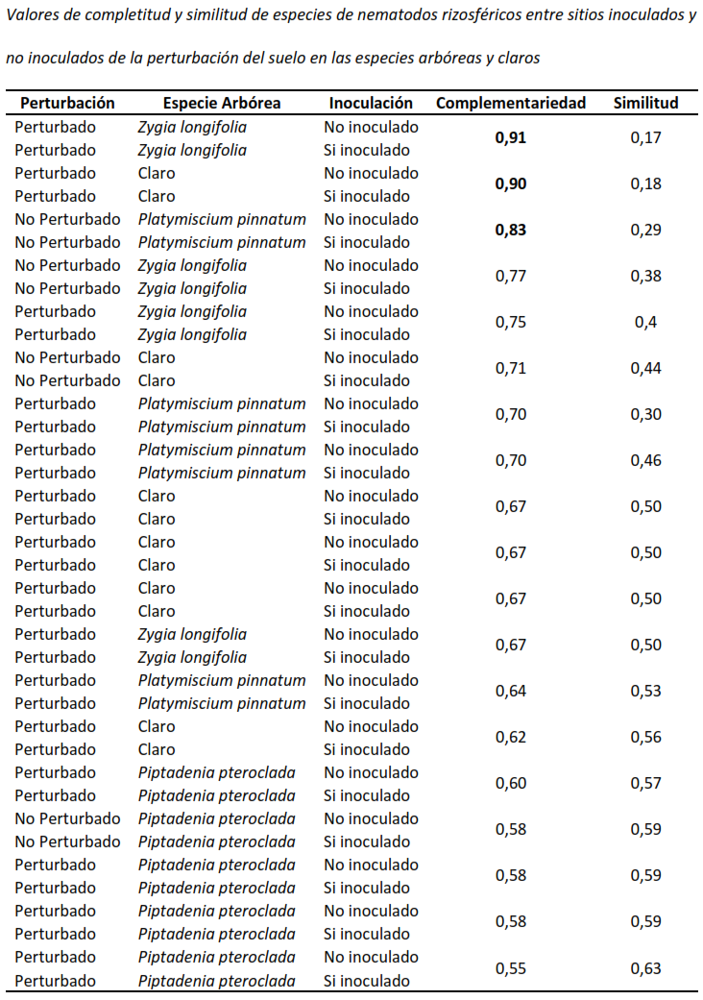 Valores de completitud y similitud de especies de nematodos rizosféricos entre sitios inoculados y
no inoculados de la perturbación del suelo en las especies arbóreas y claros
Perturbación Especie Arbórea Inoculación Complementariedad Similitud
Perturbado Zygia longifolia No inoculado
0,91 0,17
Perturbado Zygia longifolia Si inoculado
Perturbado Claro No inoculado
0,90 0,18
Perturbado Claro Si inoculado
No Perturbado Platymiscium pinnatum No inoculado
0,83 0,29
No Perturbado Platymiscium pinnatum Si inoculado
No Perturbado Zygia longifolia No inoculado
0,77 0,38
No Perturbado Zygia longifolia Si inoculado
Perturbado Zygia longifolia No inoculado
0,75 0,4
Perturbado Zygia longifolia Si inoculado
No Perturbado Claro No inoculado
0,71 0,44
No Perturbado Claro Si inoculado
Perturbado Platymiscium pinnatum No inoculado
0,70 0,30
Perturbado Platymiscium pinnatum Si inoculado
Perturbado Platymiscium pinnatum No inoculado
0,70 0,46
Perturbado Platymiscium pinnatum Si inoculado
Perturbado Claro No inoculado
0,67 0,50
Perturbado Claro Si inoculado
Perturbado Claro No inoculado
0,67 0,50
Perturbado Claro Si inoculado
Perturbado Claro No inoculado
0,67 0,50
Perturbado Claro Si inoculado
Perturbado Zygia longifolia No inoculado
0,67 0,50
Perturbado Zygia longifolia Si inoculado
Perturbado Platymiscium pinnatum No inoculado
0,64 0,53
Perturbado Platymiscium pinnatum Si inoculado
Perturbado Claro No inoculado
0,62 0,56
Perturbado Claro Si inoculado
Perturbado Piptadenia pteroclada No inoculado
0,60 0,57
Perturbado Piptadenia pteroclada Si inoculado
No Perturbado Piptadenia pteroclada No inoculado
0,58 0,59
No Perturbado Piptadenia pteroclada Si inoculado
Perturbado Piptadenia pteroclada No inoculado
0,58 0,59
Perturbado Piptadenia pteroclada Si inoculado
Perturbado Piptadenia pteroclada No inoculado
0,58 0,59
Perturbado Piptadenia pteroclada Si inoculado
Perturbado Piptadenia pteroclada No inoculado
0,55 0,63
Perturbado Piptadenia pteroclada Si inoculado